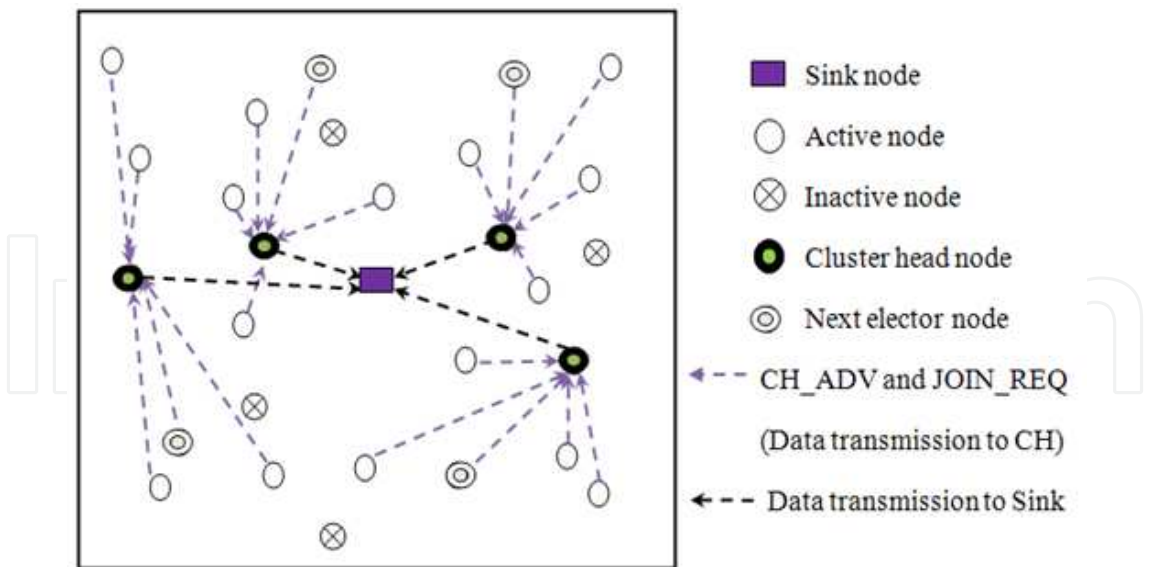 Sink node
Active node
Inactive node
Cluster head node
Next elector node
CH_ADV and JOIN_REQ
(Data transmission to CH)
Data transmission to Sink